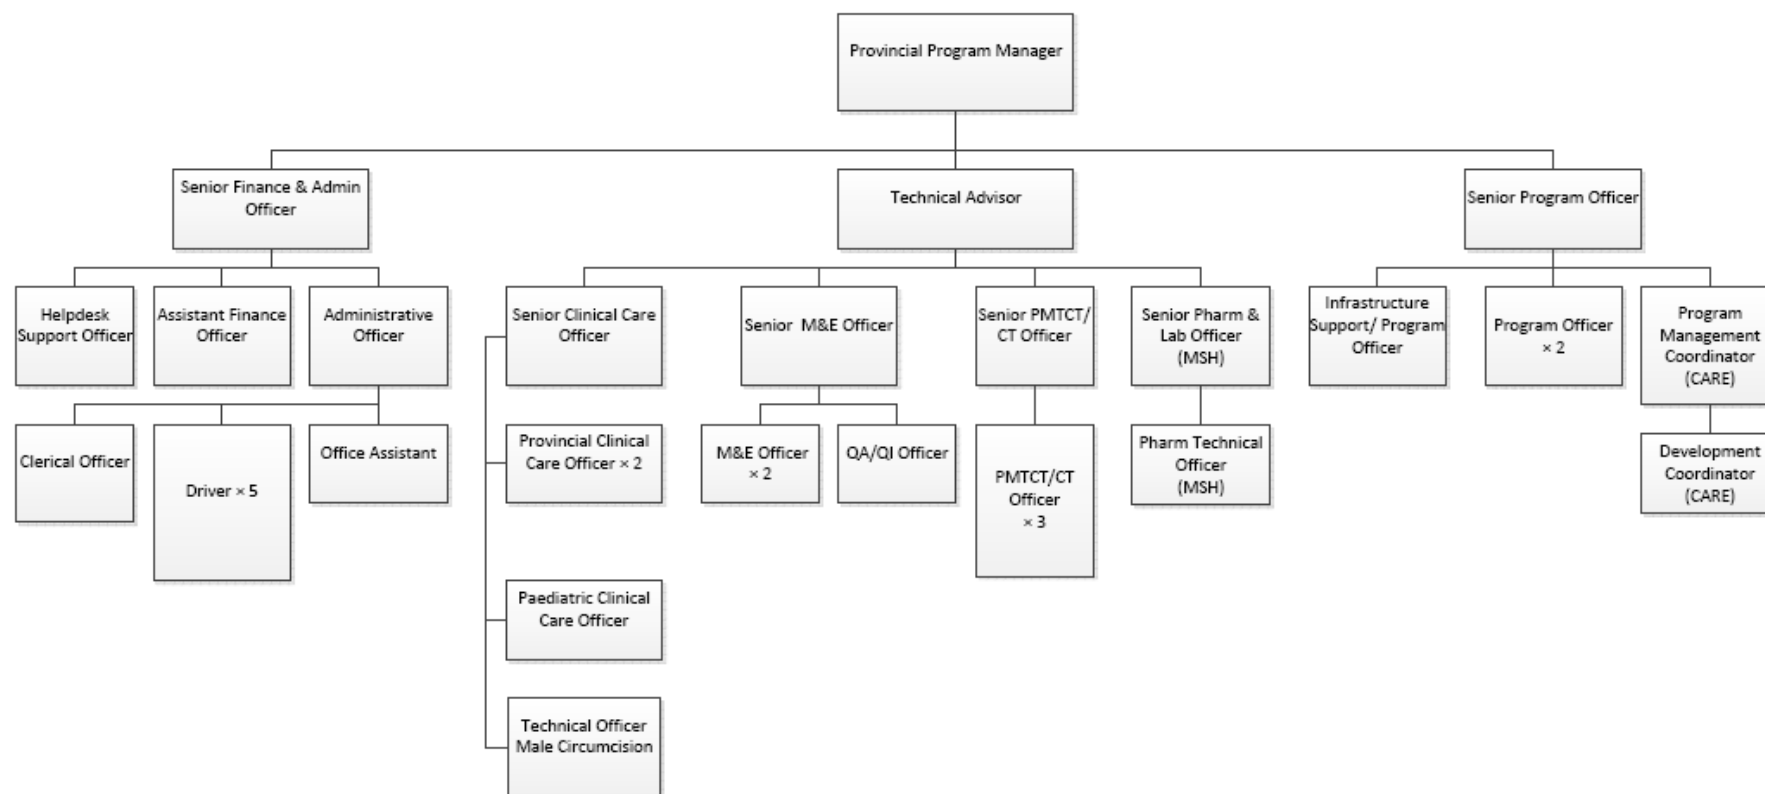 Provincial Program Manager
Senior Finance & Admin
Officer
Technical Advisor
Senior Program Officer
Helpdesk
Support Officer
Assistant Finance
Officer
Administrative
Officer
Senior Clinical Care
Officer
Senior M&E Officer
Senior PMTCT/
CT Officer
Senior Pharm &
Lab Officer
(MSH)
Infrastructure
Support/ Program
Officer
Program Officer
× 2
Program
Management
Coordinator
(CARE)
Clerical Officer
Driver × 5
Office Assistant
Provincial Clinical
Care Officer × 2
M&E Officer
× 2
QA/QI Officer
PMTCT/CT
Officer
× 3
Pharm Technical
Officer
(MSH)
Development
Coordinator
(CARE)
Paediatric Clinical
Care Officer
Technical Officer
Male Circumcision